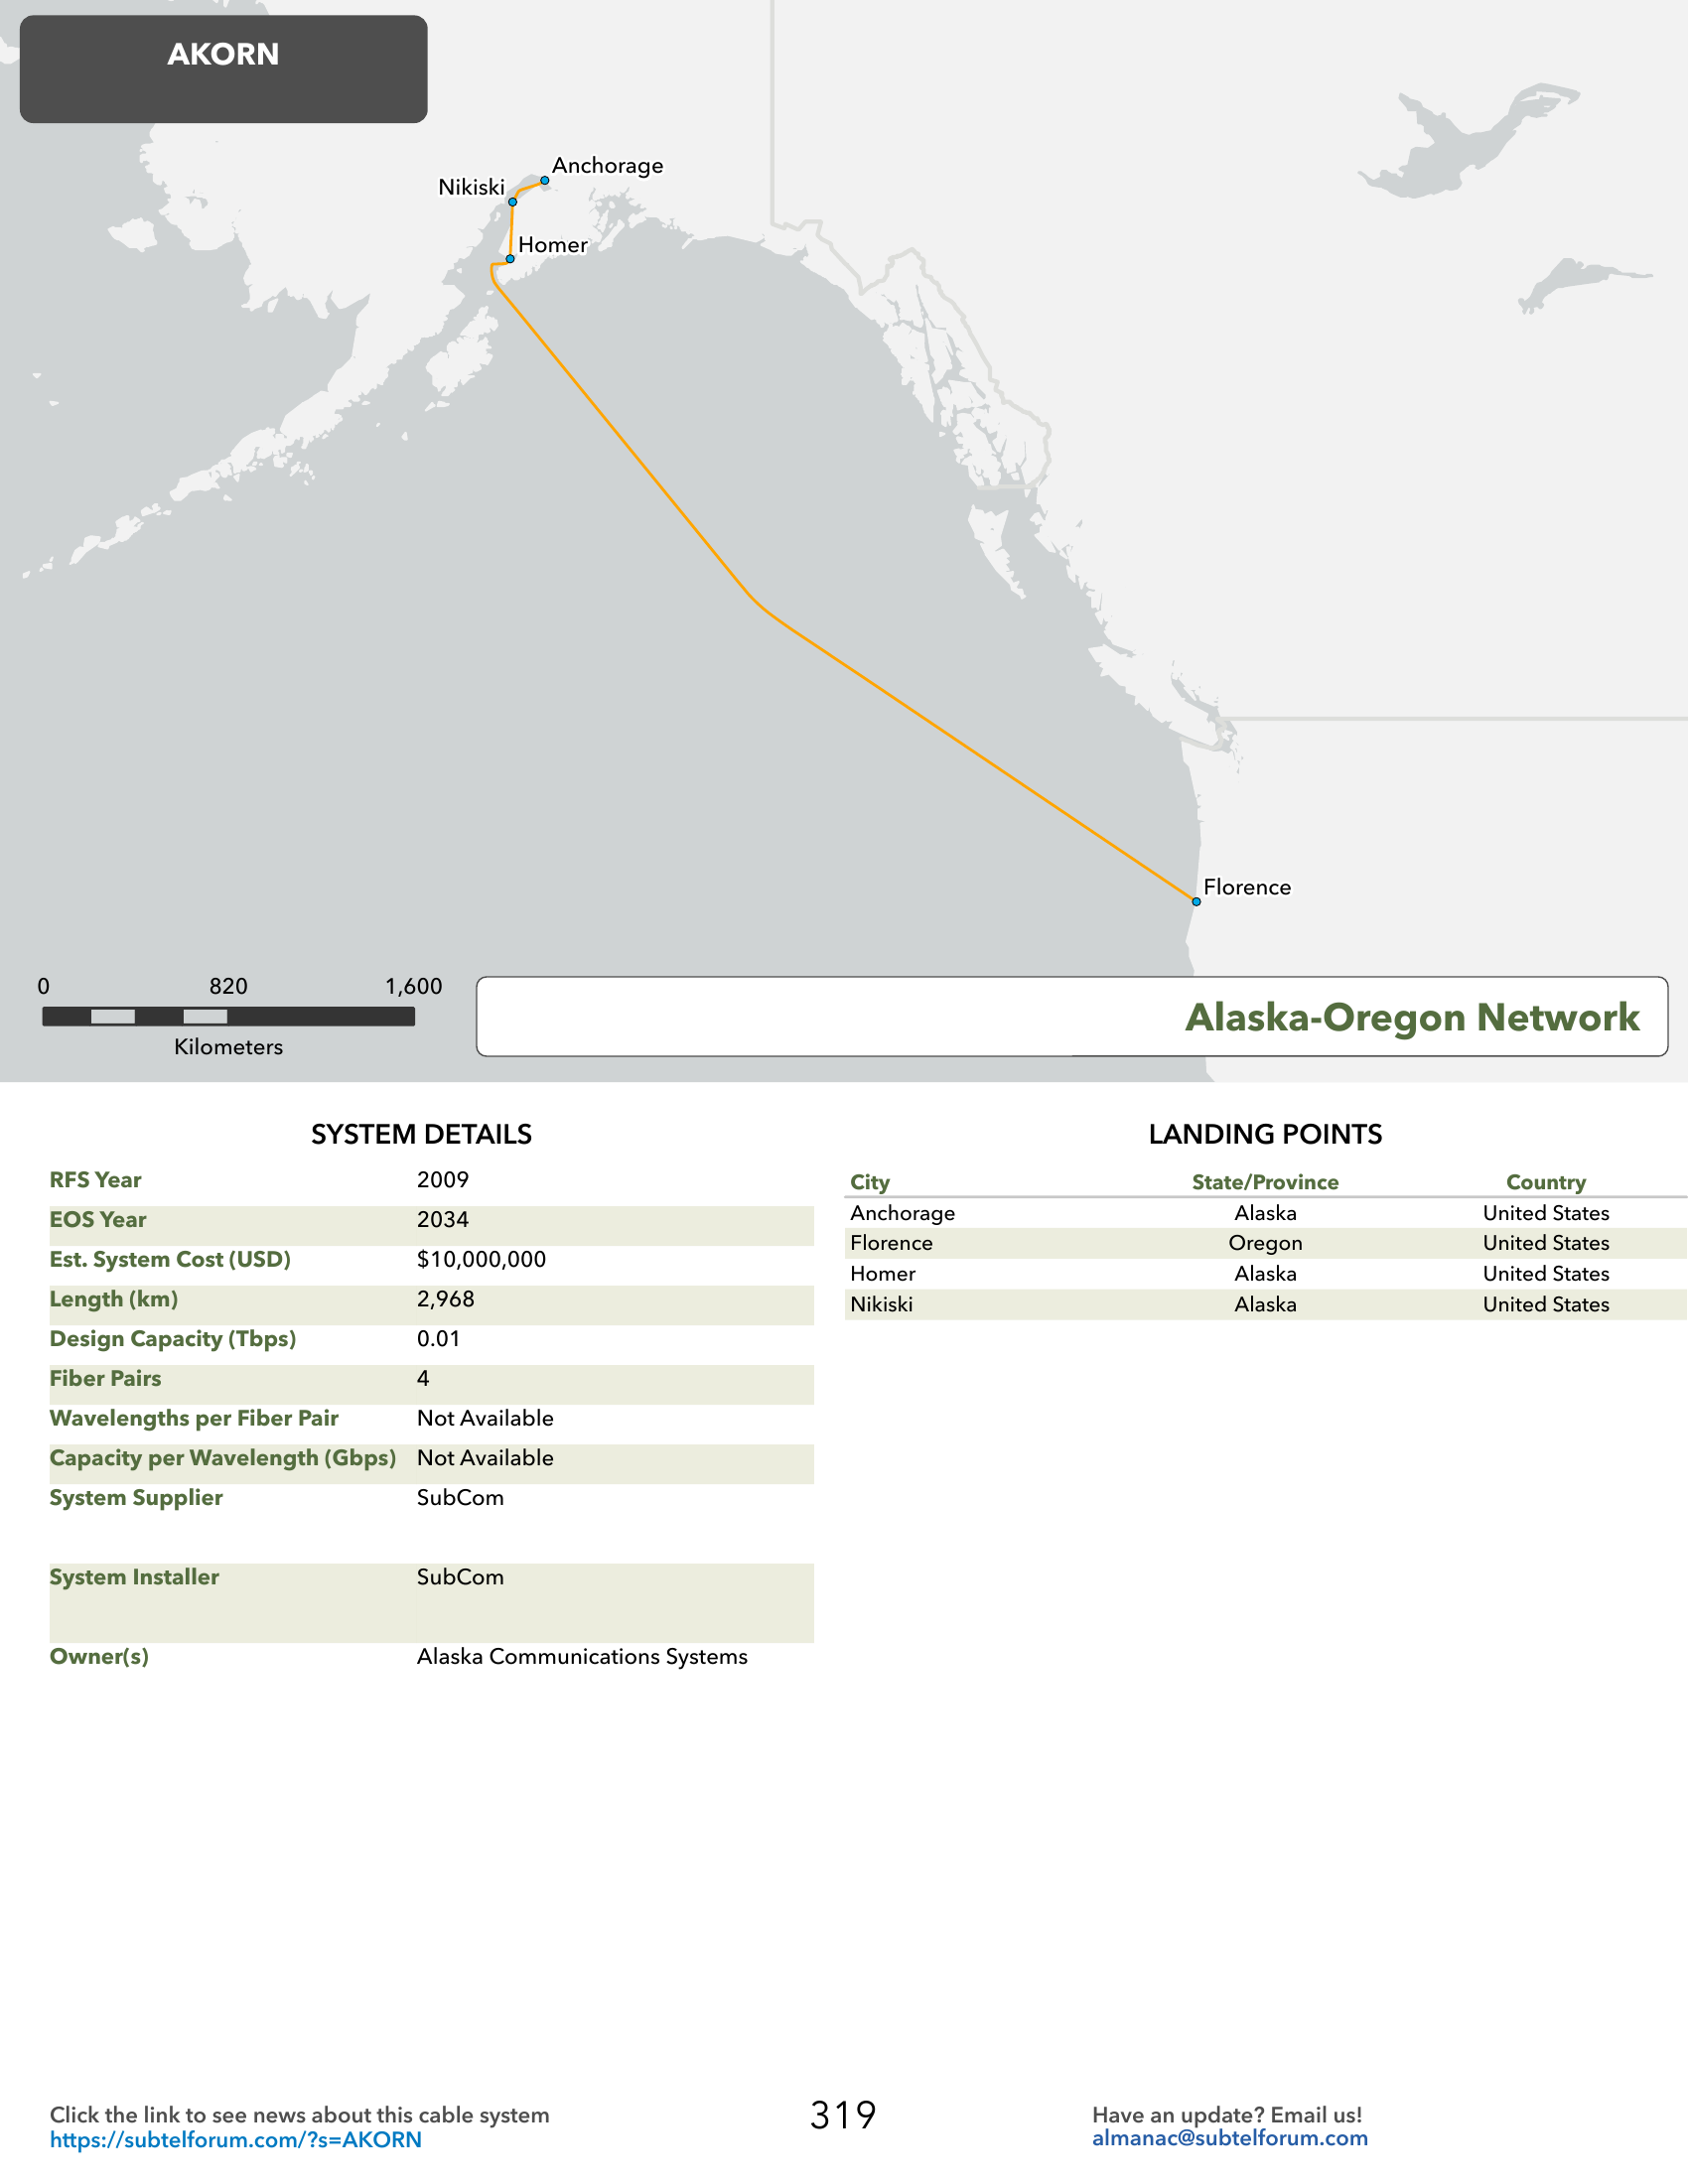 AKORN
Anchorage
Nikiski
Homer
Florence
0 820 1,600
Kilometers
Alaska-Oregon Network
SYSTEM DETAILS
RFS Year 2009
EOS Year 2034
Est. System Cost (USD) $10,000,000
Length (km) 2,968
Design Capacity (Tbps) 0.01
Fiber Pairs 4
Wavelengths per Fiber Pair Not Available
Capacity per Wavelength (Gbps) Not Available
System Supplier SubCom
System Installer SubCom
Owner(s) Alaska Communications Systems
LANDING POINTS
City State/Province Country
Anchorage Alaska United States
Florence Oregon United States
Homer Alaska United States
Nikiski Alaska United States
Click the link to see news about this cable system
https://subtelforum.com/?s=AKORN
319
Have an update? Email us!
almanac@subtelforum.com